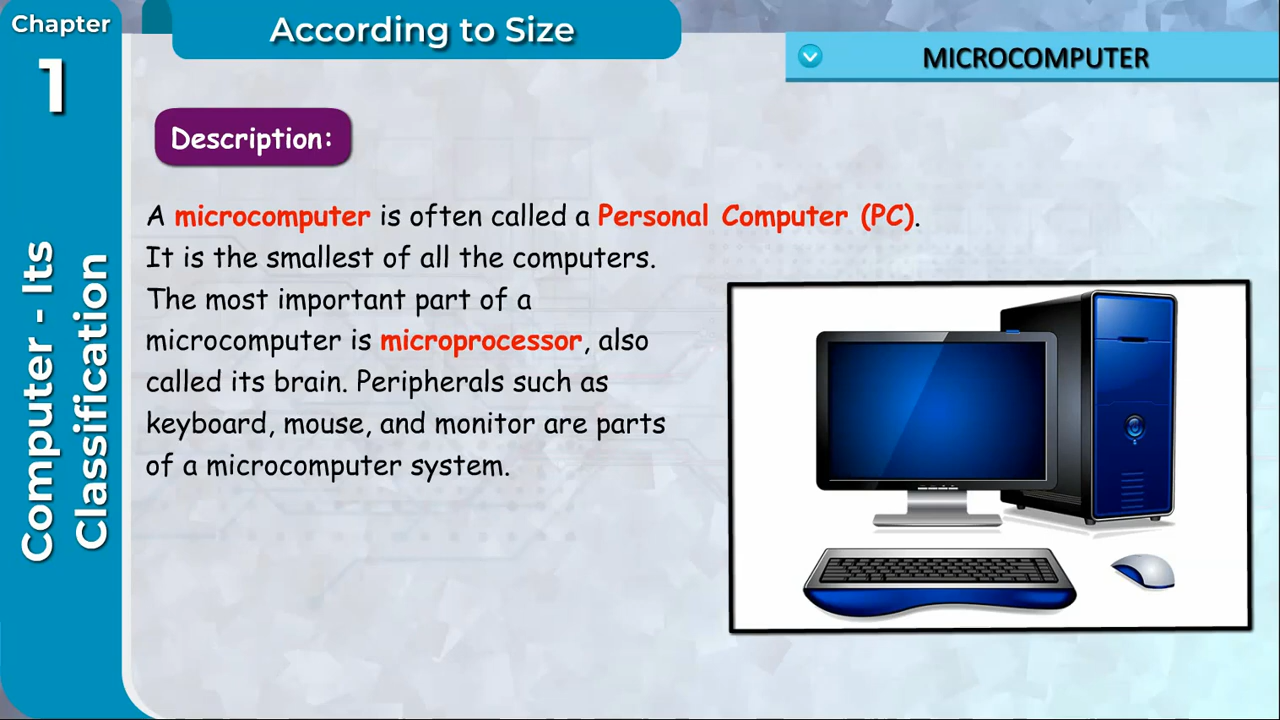 Chapter
1
Computer - Its
Classification
According to Size
MICROCOMPUTER
Description:
A microcomputer is often called a Personal Computer (PC).
It is the smallest of all the computers.
The most important part of a
microcomputer is microprocessor, also
called its brain. Peripherals such as
keyboard, mouse, and monitor are parts
of a microcomputer system.